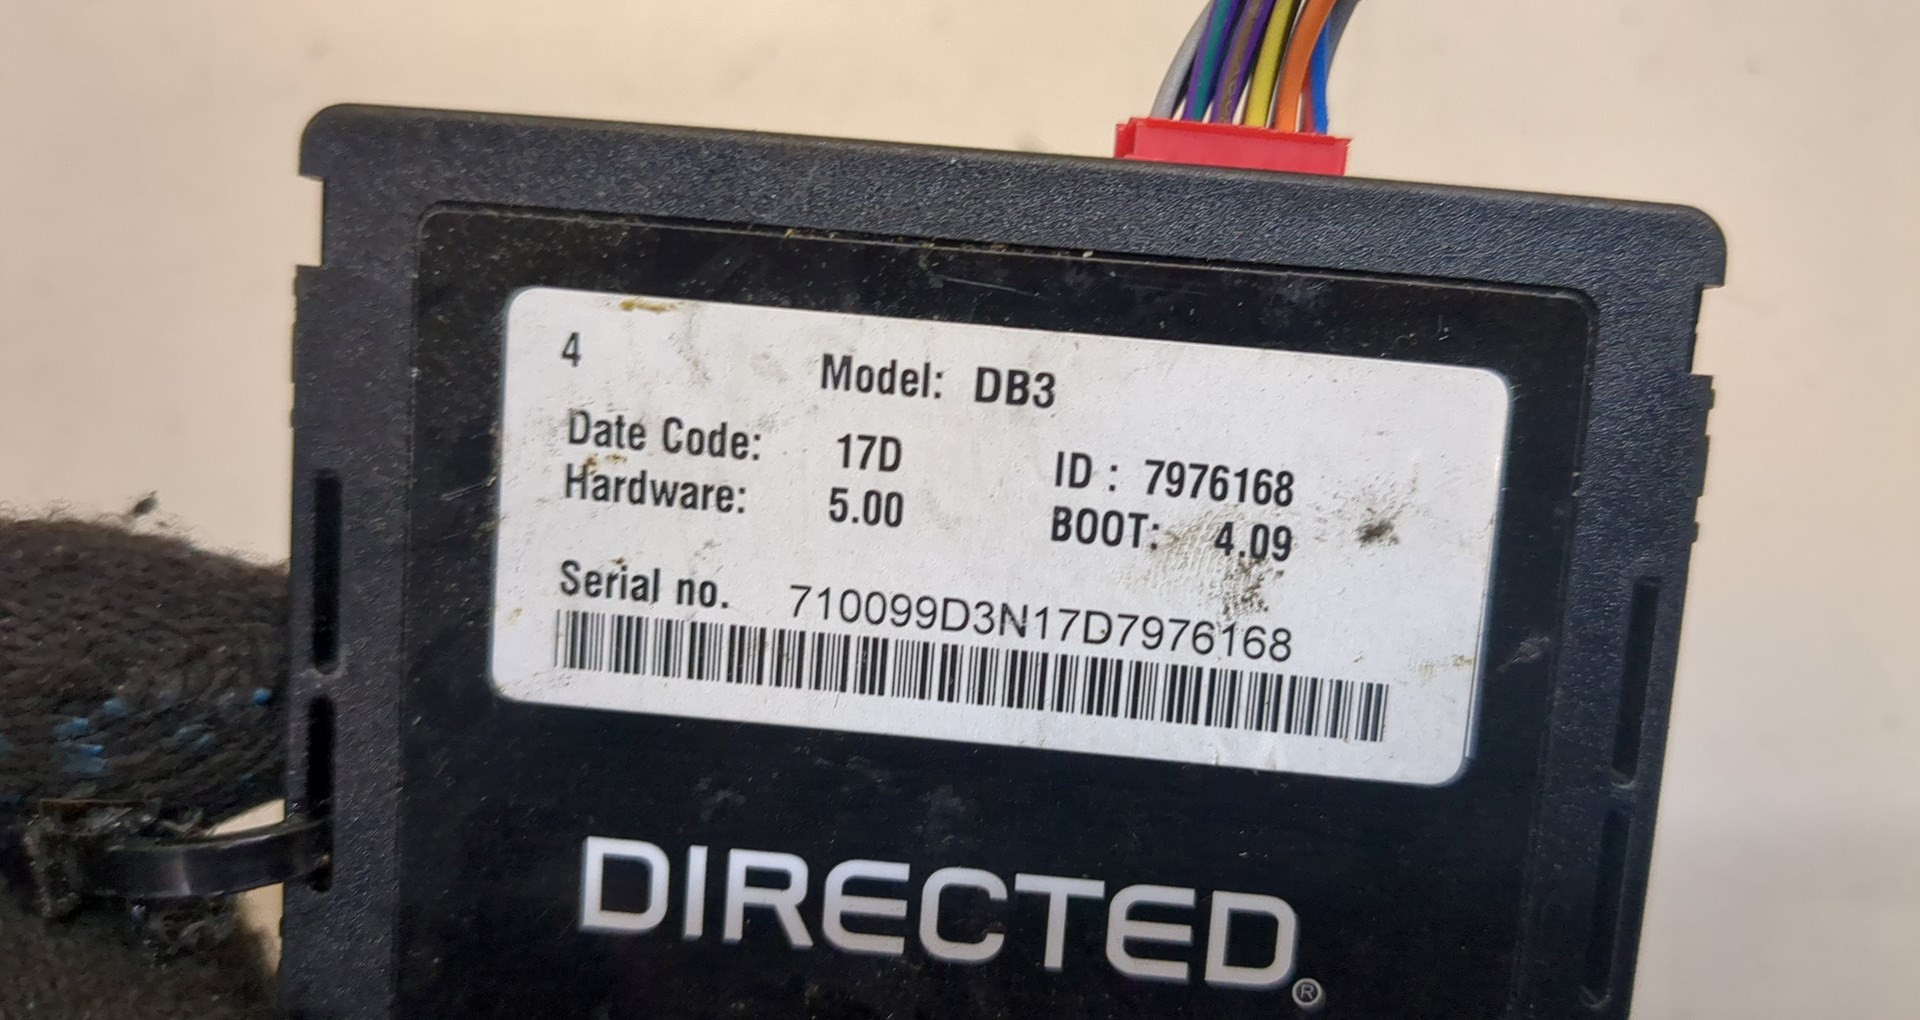 4
Model: DB3
Date Code: 17D ID : 7976168
Hardware: 5.00 BOOT: 4.09
Serial no. 710099D3N17D7976168
DIRECTED®